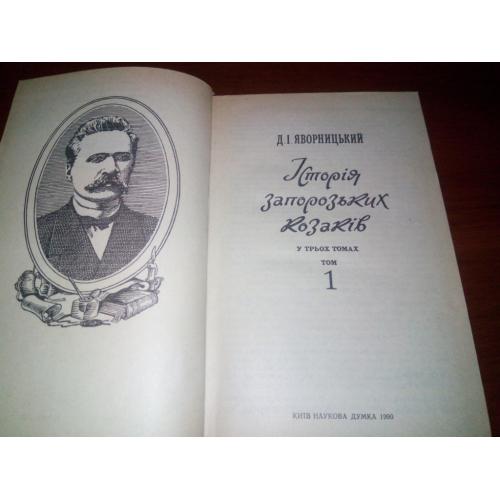 Д. І. ЯВОРНИЦЬКИЙ
Історія
запорозьких
козаків
У ТРЬОХ ТОМАХ
ТОМ
1
КИЇВ НАУКОВА ДУМКА 1990